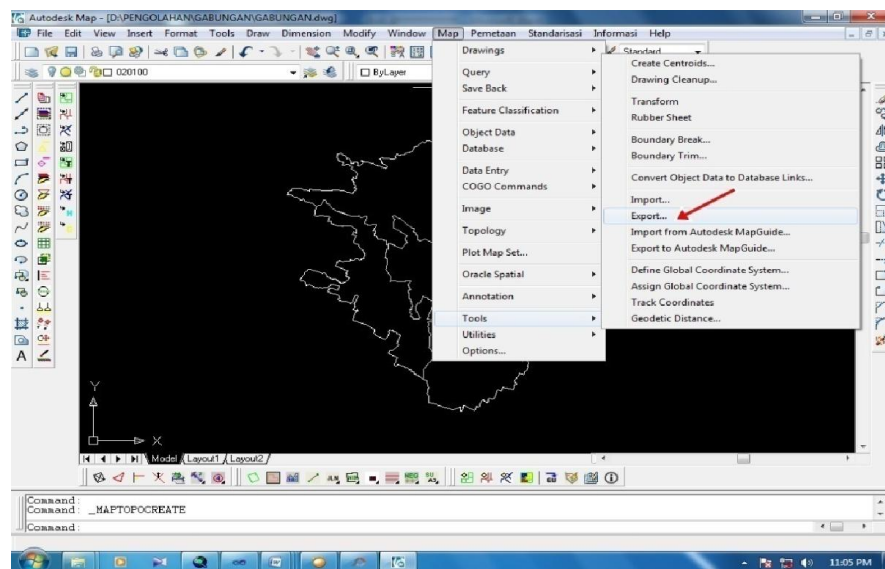 Autodesk Map - [D:\PENGOLAHAN\GABUNGAN\GABUNGAN.dwg]
File Edit View Insert Format Tools Draw Dimension Modify Window Map Pemetaan Standarisasi Informasi Help
Standard
020100
ByLayer
Drawings
Query
Save Back
Feature Classification
Object Data
Database
Data Entry
COGO Commands
Image
Topology
Plot Map Set...
Oracle Spatial
Annotation
Tools
Utilities
Options...
Create Centroids...
Drawing Cleanup...
Transform
Rubber Sheet
Boundary Break...
Boundary Trim...
Convert Object Data to Database Links...
Import...
Export...
Import from Autodesk MapGuide...
Export to Autodesk MapGuide...
Define Global Coordinate System...
Assign Global Coordinate System...
Track Coordinates
Geodetic Distance...
Y
X
Model Layout1 Layout2
Command:
Command: _MAPTOPOCREATE
Command:
11:05 PM